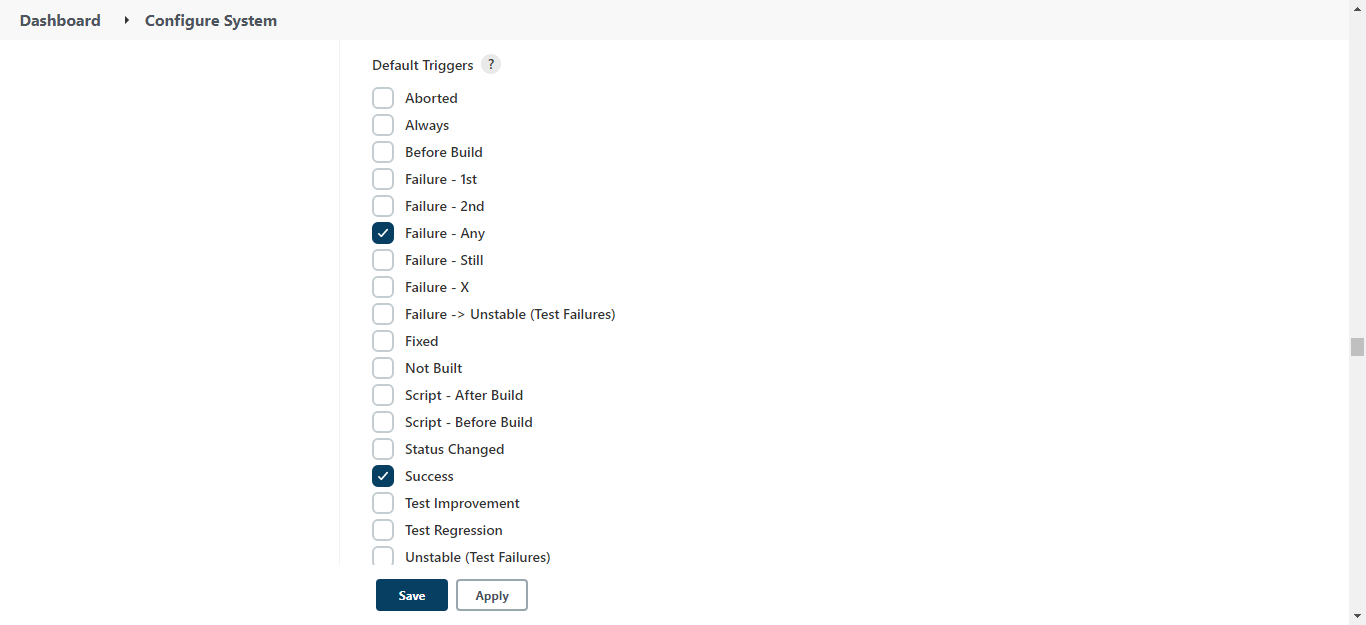 Dashboard Configure System
Default Triggers ?
Aborted
Always
Before Build
Failure - 1st
Failure - 2nd
Failure - Any
Failure - Still
Failure - X
Failure -> Unstable (Test Failures)
Fixed
Not Built
Script - After Build
Script - Before Build
Status Changed
Success
Test Improvement
Test Regression
Unstable (Test Failures)
Save Apply